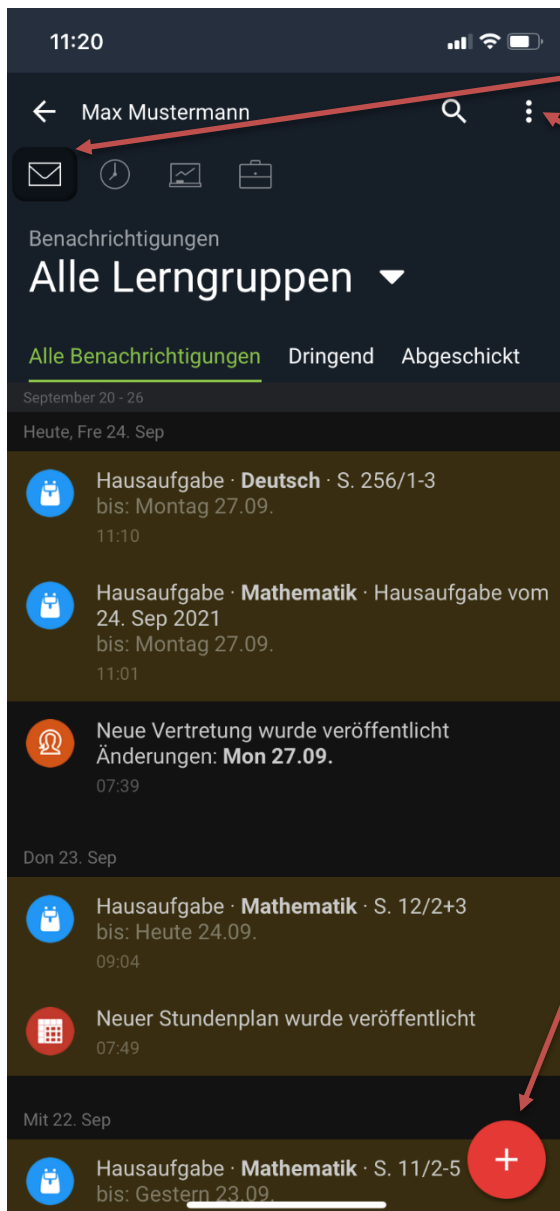 11:20
Max Mustermann
Benachrichtigungen
Alle Lerngruppen
Alle Benachrichtigungen Dringend Abgeschickt
September 20 - 26
Heute, Fre 24. Sep
Hausaufgabe · Deutsch · S. 256/1-3
bis: Montag 27.09.
11:10
Hausaufgabe · Mathematik · Hausaufgabe vom
24. Sep 2021
bis: Montag 27.09.
11:01
Neue Vertretung wurde veröffentlicht
Änderungen: Mon 27.09.
07:39
Don 23. Sep
Hausaufgabe · Mathematik · S. 12/2+3
bis: Heute 24.09.
09:04
Neuer Stundenplan wurde veröffentlicht
07:49
Mit 22. Sep
Hausaufgabe · Mathematik · S. 11/2-5
bis: Gestern 23.09.